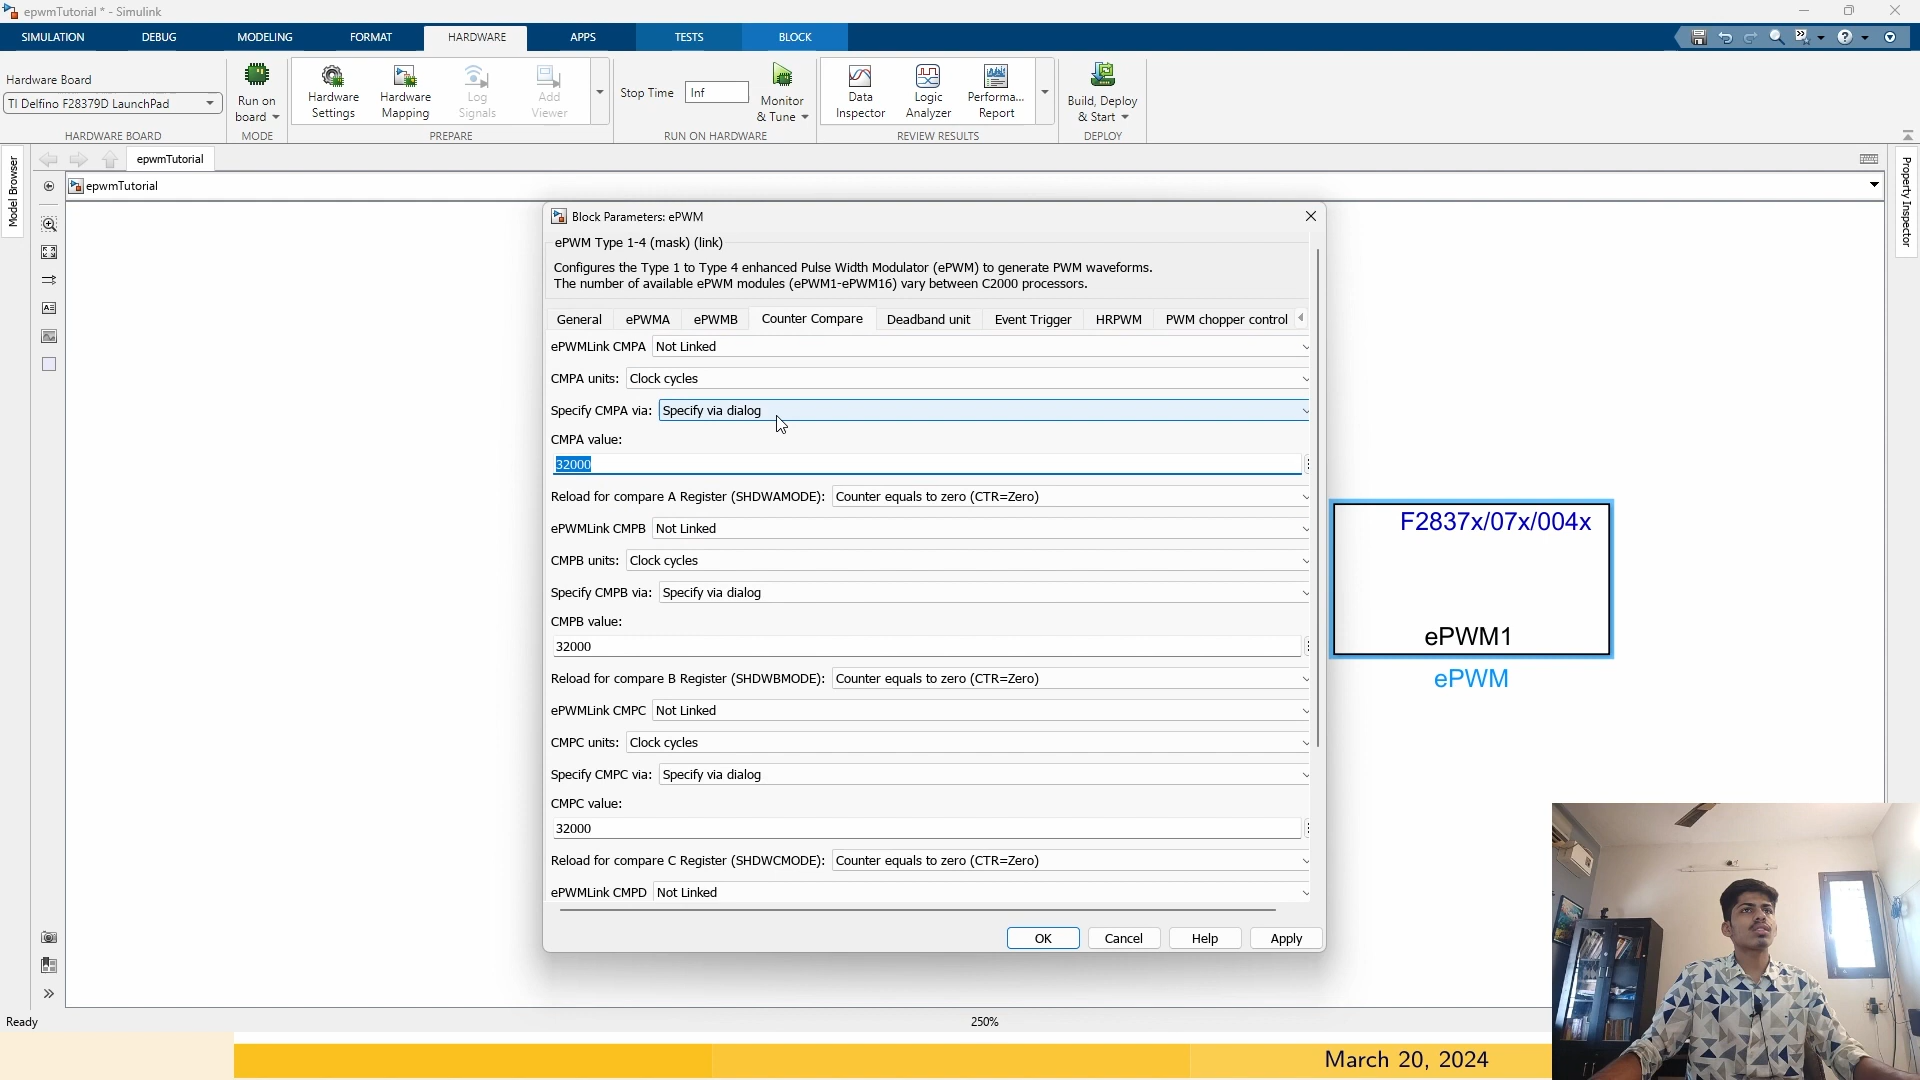 epwmTutorial * - Simulink
SIMULATION DEBUG MODELING FORMAT HARDWARE APPS TESTS BLOCK
Hardware Board
TI Delfino F28379D LaunchPad
HARDWARE BOARD
Run on
board
MODE
Hardware
Settings
Hardware
Mapping
Log
Signals
Add
Viewer
PREPARE
Stop Time Inf
Monitor
& Tune
RUN ON HARDWARE
Data
Inspector
Logic
Analyzer
Performa...
Report
REVIEW RESULTS
Build, Deploy
& Start
DEPLOY
Model Browser
epwmTutorial
epwmTutorial
Property Inspector
Block Parameters: ePWM
ePWM Type 1-4 (mask) (link)
Configures the Type 1 to Type 4 enhanced Pulse Width Modulator (ePWM) to generate PWM waveforms.
The number of available ePWM modules (ePWM1-ePWM16) vary between C2000 processors.
General ePWMA ePWMB Counter Compare Deadband unit Event Trigger HRPWM PWM chopper control
ePWMLink CMPA Not Linked
CMPA units: Clock cycles
Specify CMPA via: Specify via dialog
CMPA value:
32000
Reload for compare A Register (SHDWAMODE): Counter equals to zero (CTR=Zero)
ePWMLink CMPB Not Linked
CMPB units: Clock cycles
Specify CMPB via: Specify via dialog
CMPB value:
32000
Reload for compare B Register (SHDWBMODE): Counter equals to zero (CTR=Zero)
ePWMLink CMPC Not Linked
CMPC units: Clock cycles
Specify CMPC via: Specify via dialog
CMPC value:
32000
Reload for compare C Register (SHDWCMODE): Counter equals to zero (CTR=Zero)
ePWMLink CMPD Not Linked
OK Cancel Help Apply
F2837x/07x/004x
ePWM1
ePWM
Ready
250%
March 20, 2024